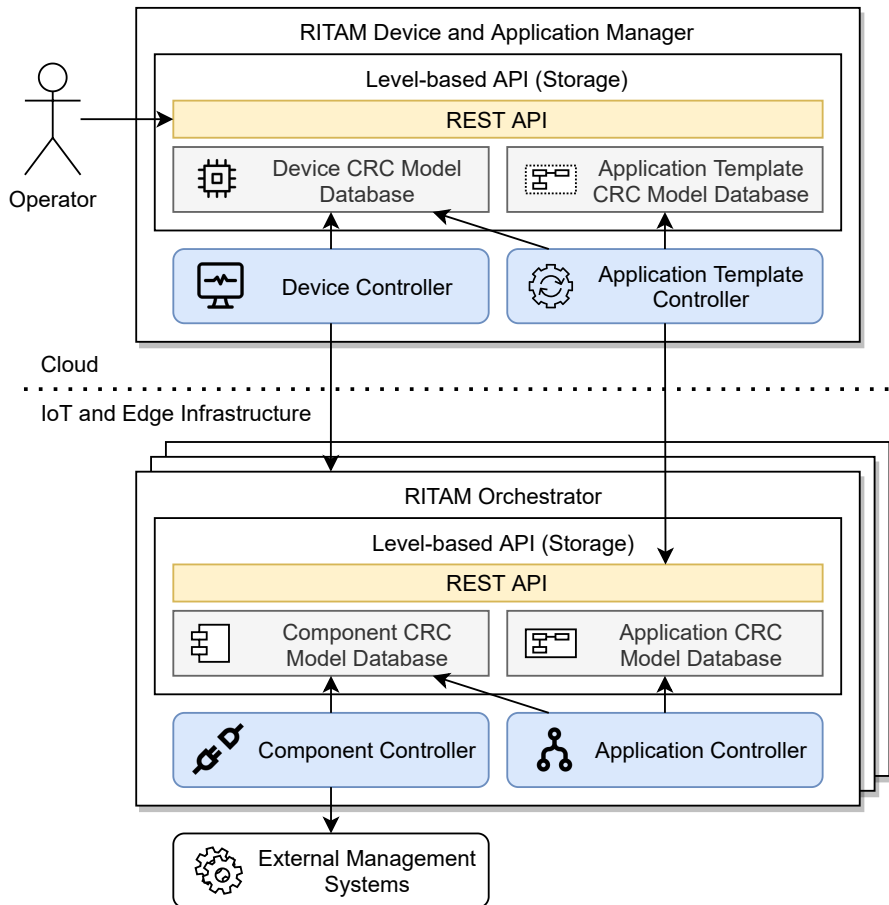 RITAM Device and Application Manager
Level-based API (Storage)
REST API
Operator
Device CRC Model
Database
Application Template
CRC Model Database
Device Controller
Application Template
Controller
Cloud
IoT and Edge Infrastructure
RITAM Orchestrator
Level-based API (Storage)
REST API
Component CRC
Model Database
Application CRC
Model Database
Component Controller
Application Controller
External Management
Systems